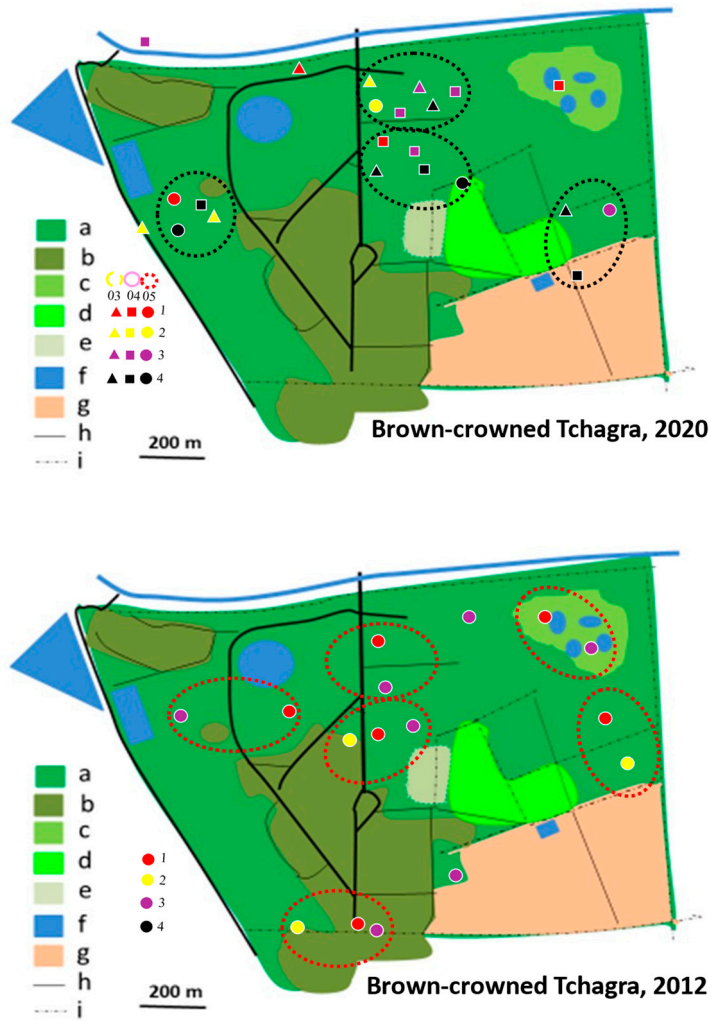 a
b
c
d
e
f
g
h
i
03 04 05
1
2
3
4
200 m
Brown-crowned Tchagra, 2020
a
b
c
d
e
f
g
h
i
1
2
3
4
200 m
Brown-crowned Tchagra, 2012